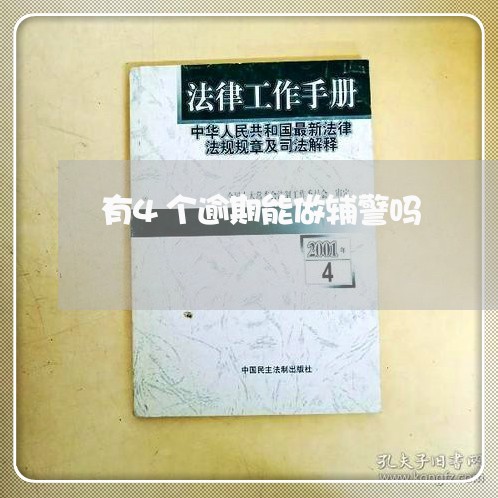 法律工作手册
中华人民共和国最新法律
法规规章及司法解释
有4个逾期能做辅警吗
2001年
4
中国民主法制出版社
孔夫子旧书网